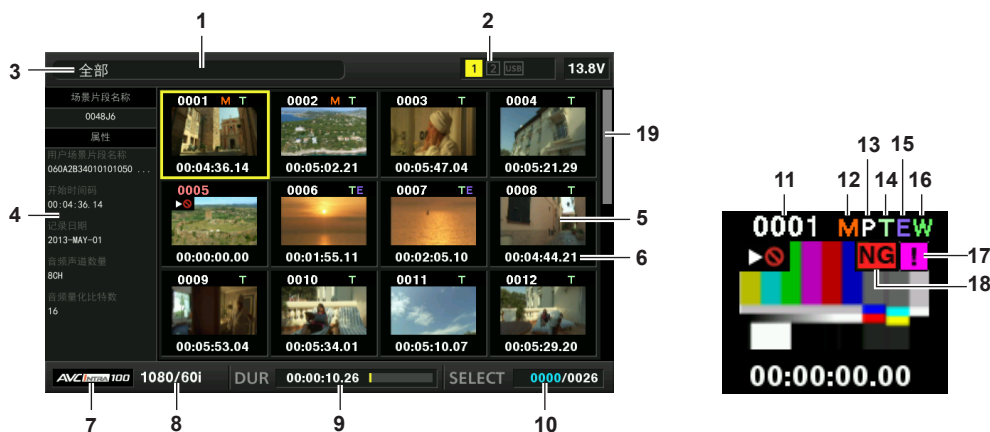 1
2
3
全部
1 2 USB
13.8V
场景片段名称
0048J6
属性
用户场景片段名称
060A2B34010101050 ...
开始时间码
00:04:36.14
记录日期
2013-MAY-01
音频声道数量
8CH
音频量化比特数
16
4
0001 M T
00:04:36.14
0002 M T
00:05:02.21
0003 T
00:05:47.04
0004 T
00:05:21.29
19
0005
00:00:00.00
0006 TE
00:01:55.11
0007 TE
00:02:05.10
0008 T
00:04:44.21
5
6
0009 T
00:05:53.04
0010 T
00:05:34.01
0011 T
00:05:10.07
0012 T
00:05:29.20
AVC INTRA 100
1080/60i
DUR
00:00:10.26
SELECT
0000/0026
7
8
9
10
13
15
11
12
14
16
0001 MPTEW
NG !
17
18
00:00:00.00